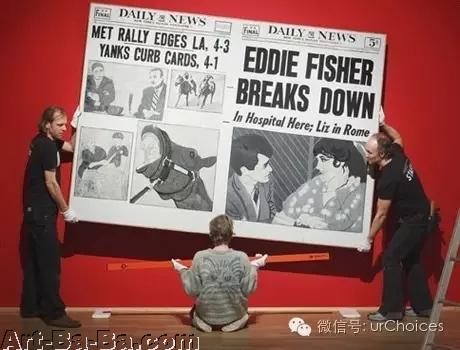 DAILY NEWS
FINAL
MET RALLY EDGES LA, 4-3
YANKS CURB CARDS, 4-1
DAILY NEWS
FINAL
5¢
EDDIE FISHER
BREAKS DOWN
In Hospital Here; Liz in Rome
微信号: urChoices
Art-Ba-Ba.com